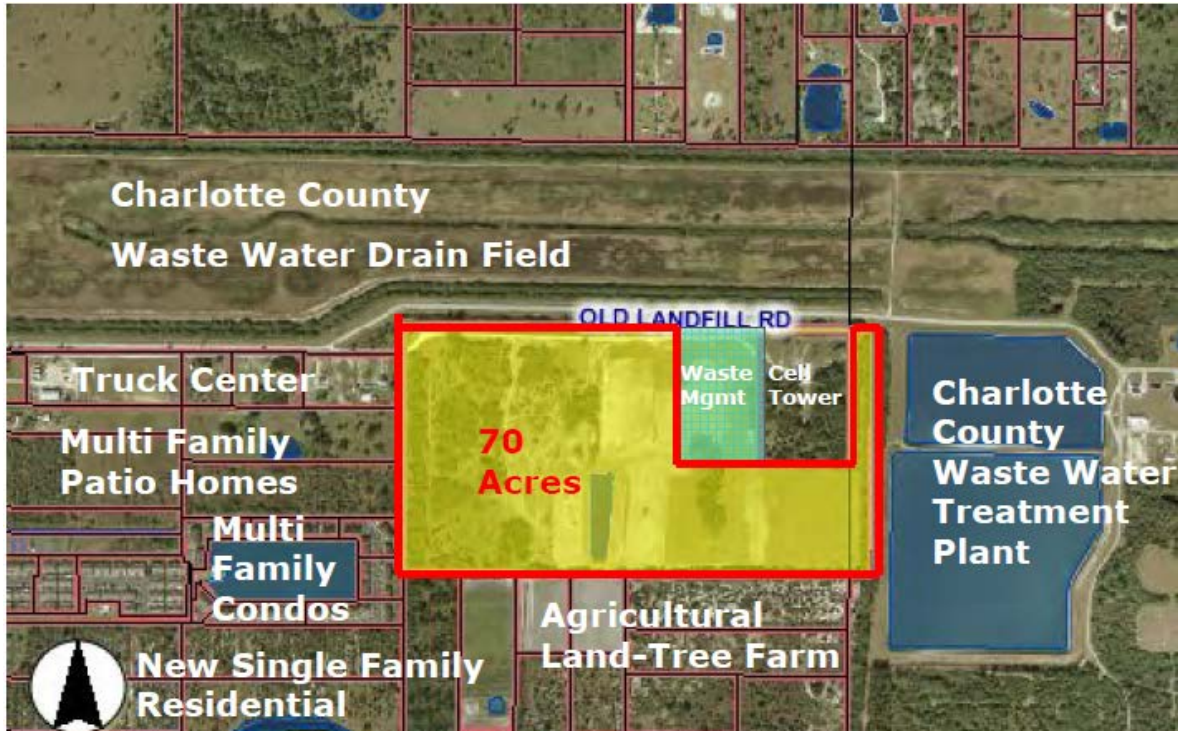 Charlotte County
Waste Water Drain Field
OLD LANDFILL RD
Truck Center
Waste
Mgmt
Cell
Tower
Charlotte
County
Waste Water
Treatment
Plant
Multi Family
Patio Homes
70
Acres
Multi
Family
Condos
Agricultural
Land-Tree Farm
New Single Family
Residential